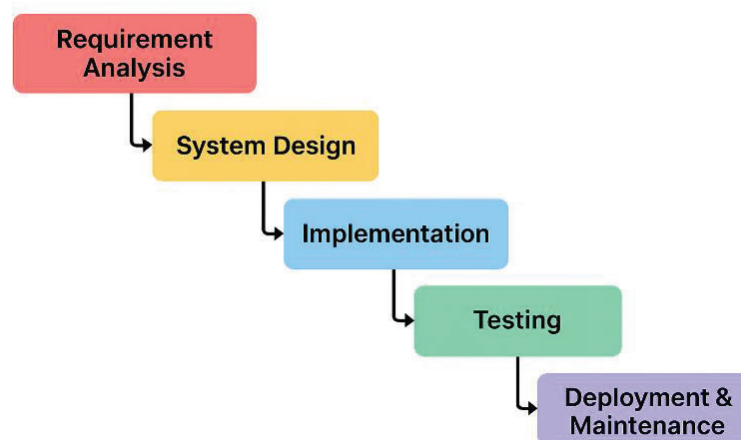 Requirement
Analysis
System Design
Implementation
Testing
Deployment &
Maintenance